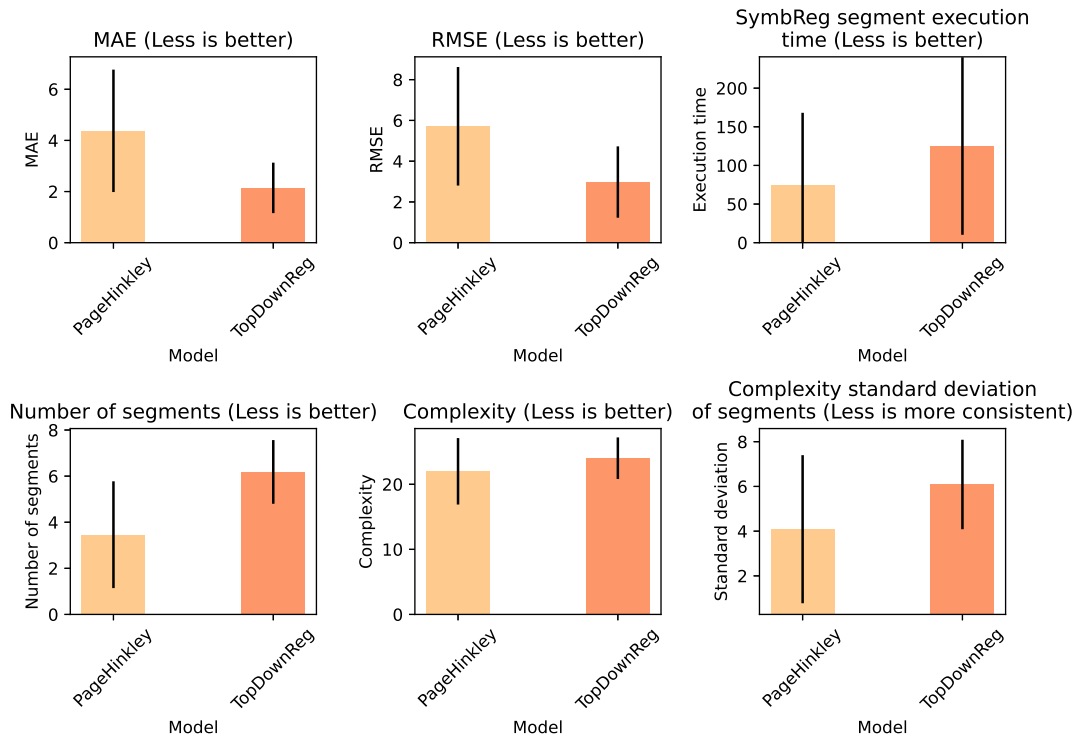 MAE (Less is better)
MAE
6
4
2
0
PageHinkley
TopDownReg
Model
RMSE (Less is better)
RMSE
8
6
4
2
0
PageHinkley
TopDownReg
Model
SymbReg segment execution
time (Less is better)
Execution time
200
150
100
50
0
PageHinkley
TopDownReg
Model
Number of segments (Less is better)
Number of segments
8
6
4
2
0
PageHinkley
TopDownReg
Model
Complexity (Less is better)
Complexity
20
10
0
PageHinkley
TopDownReg
Model
Complexity standard deviation
of segments (Less is more consistent)
Standard deviation
8
6
4
2
PageHinkley
TopDownReg
Model